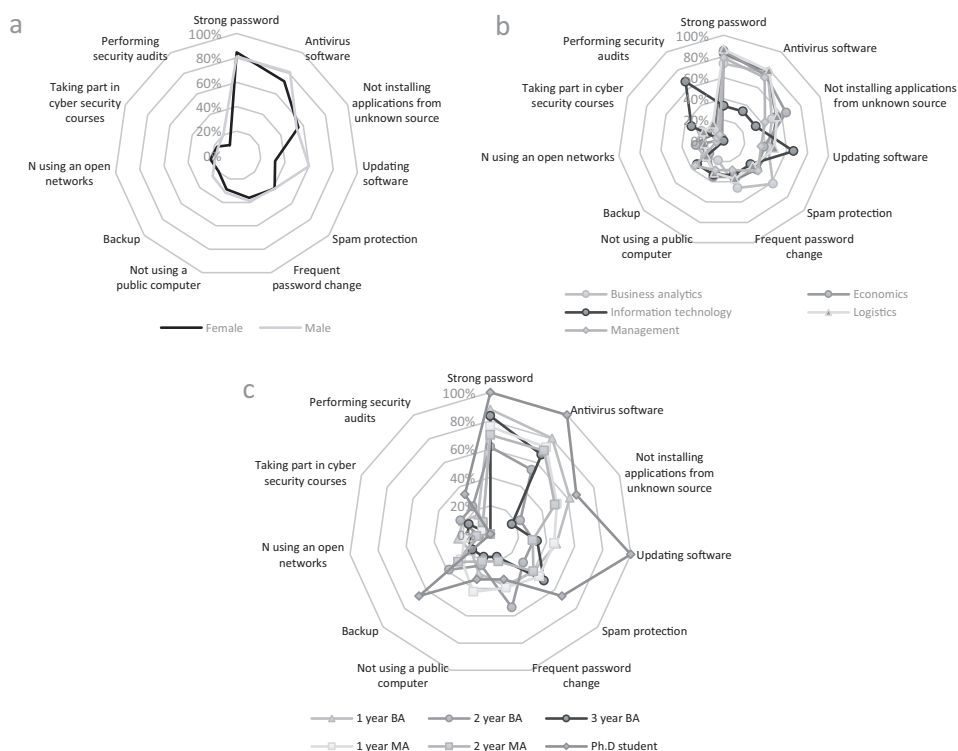 a
Strong password
100%
80%
60%
40%
20%
0%
Antivirus
software
Not installing
applications from
unknown source
Updating
software
Spam protection
Frequent
password change
Not using a
public computer
Backup
N using an open
networks
Taking part in
cyber security
courses
Performing
security audits
Female
Male
b
Strong password
100%
80%
60%
40%
20%
0%
Antivirus software
Not installing applications
from unknown source
Updating software
Spam protection
Frequent password
change
Not using a public
computer
Backup
N using an open networks
Taking part in cyber
security courses
Performing security
audits
Business analytics
Economics
Information technology
Logistics
Management
c
Strong password
100%
80%
60%
40%
20%
0%
Antivirus software
Not installing
applications from
unknown source
Updating software
Spam protection
Frequent password
change
Not using a public
computer
Backup
N using an open
networks
Taking part in cyber
security courses
Performing security
audits
1 year BA
2 year BA
3 year BA
1 year MA
2 year MA
Ph.D student